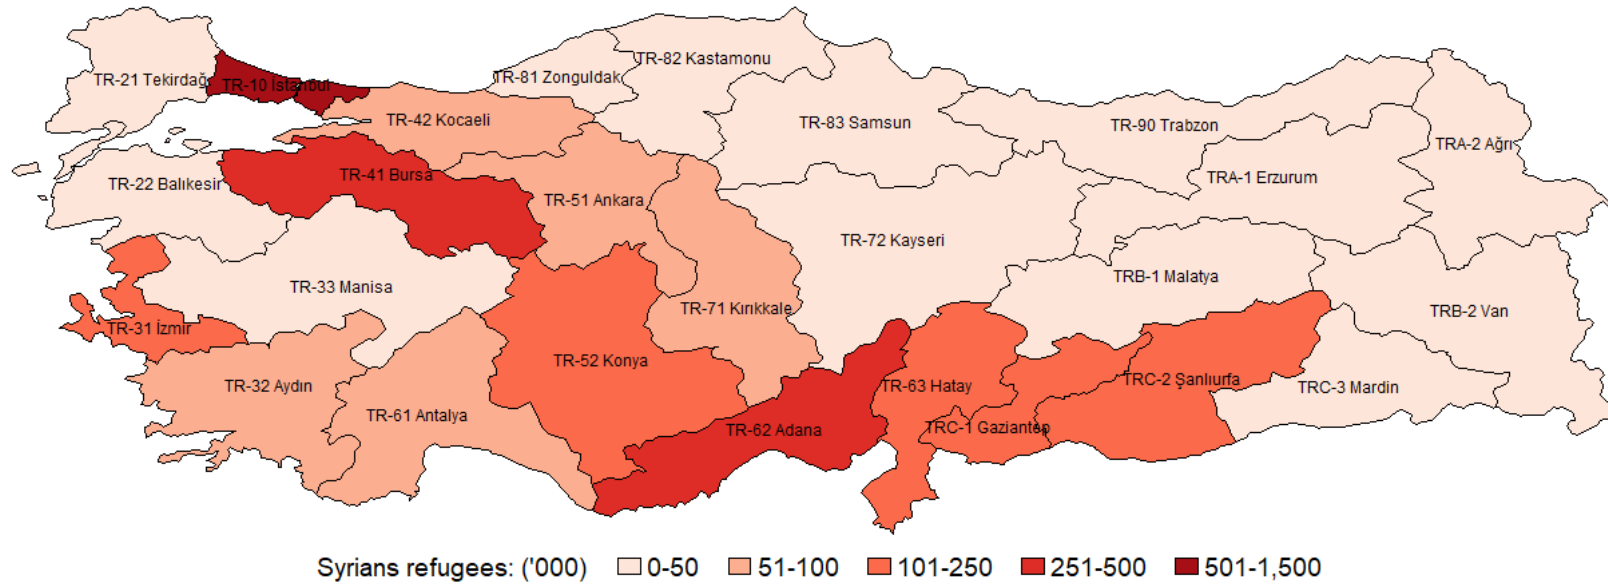 TR-82 Kastamonu
TR-81 Zonguldak
TR-21 Tekirdağ
TR-10 İstanbul
TR-42 Kocaeli
TR-83 Samsun
TR-90 Trabzon
TRA-2 Ağrı
TR-41 Bursa
TR-22 Balıkesir
TR-51 Ankara
TRA-1 Erzurum
TR-72 Kayseri
TRB-1 Malatya
TR-33 Manisa
TR-71 Kırıkkale
TRB-2 Van
TR-31 İzmir
TR-52 Konya
TR-32 Aydın
TR-63 Hatay
TRC-2 Şanlıurfa
TRC-3 Mardin
TR-61 Antalya
TR-62 Adana
TRC-1 Gaziantep
Syrians refugees: ('000) 0-50 51-100 101-250 251-500 501-1,500